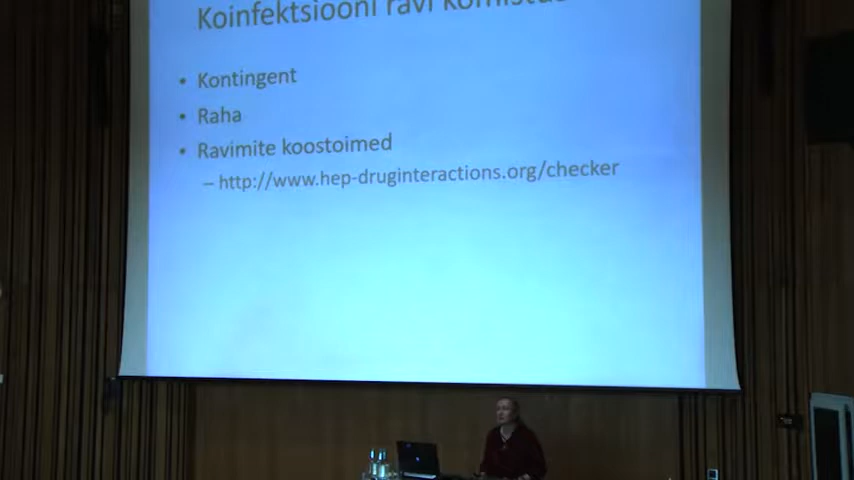 Koinfektsiooni ravi
Kontingent
Raha
Ravimite koostoimed
– http://www.hep-druginteractions.org/checker